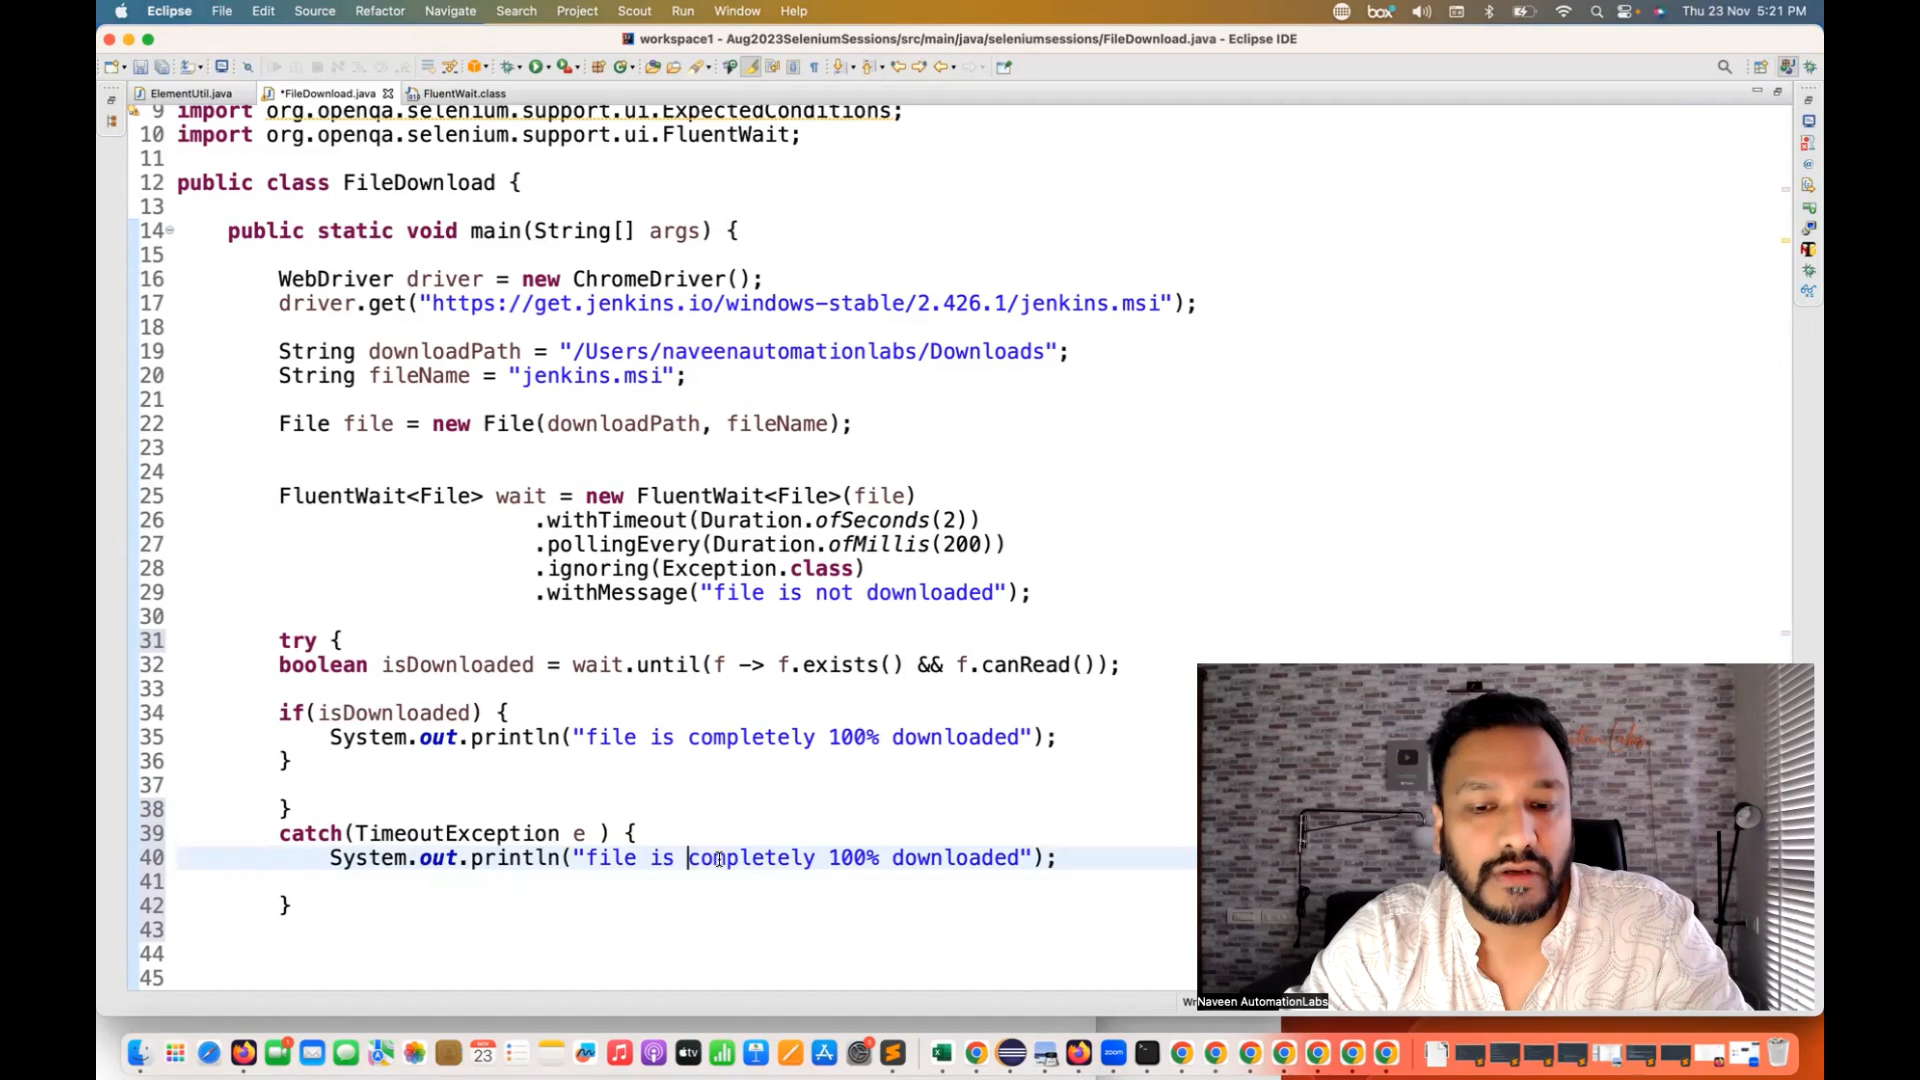 Eclipse File Edit Source Refactor Navigate Search Project Scout Run Window Help
box Thu 23 Nov 5:21 PM
workspace1 - Aug2023SeleniumSessions/src/main/java/seleniumsessions/FileDownload.java - Eclipse IDE
ElementUtil.java *FileDownload.java FluentWait.class
9 import org.openqa.selenium.support.ui.ExpectedConditions;
10 import org.openqa.selenium.support.ui.FluentWait;
11
12 public class FileDownload {
13
14 public static void main(String[] args) {
15
16 WebDriver driver = new ChromeDriver();
17 driver.get("https://get.jenkins.io/windows-stable/2.426.1/jenkins.msi");
18
19 String downloadPath = "/Users/naveenautomationlabs/Downloads";
20 String fileName = "jenkins.msi";
21
22 File file = new File(downloadPath, fileName);
23
24
25 FluentWait<File> wait = new FluentWait<File>(file)
26 .withTimeout(Duration.ofSeconds(2))
27 .pollingEvery(Duration.ofMillis(200))
28 .ignoring(Exception.class)
29 .withMessage("file is not downloaded");
30
31 try {
32 boolean isDownloaded = wait.until(f -> f.exists() && f.canRead());
33
34 if(isDownloaded) {
35 System.out.println("file is completely 100% downloaded");
36 }
37
38 }
39 catch(TimeoutException e ) {
40 System.out.println("file is completely 100% downloaded");
41
42 }
43
44
45
Naveen AutomationLabs
tv
NOV
23
zoom